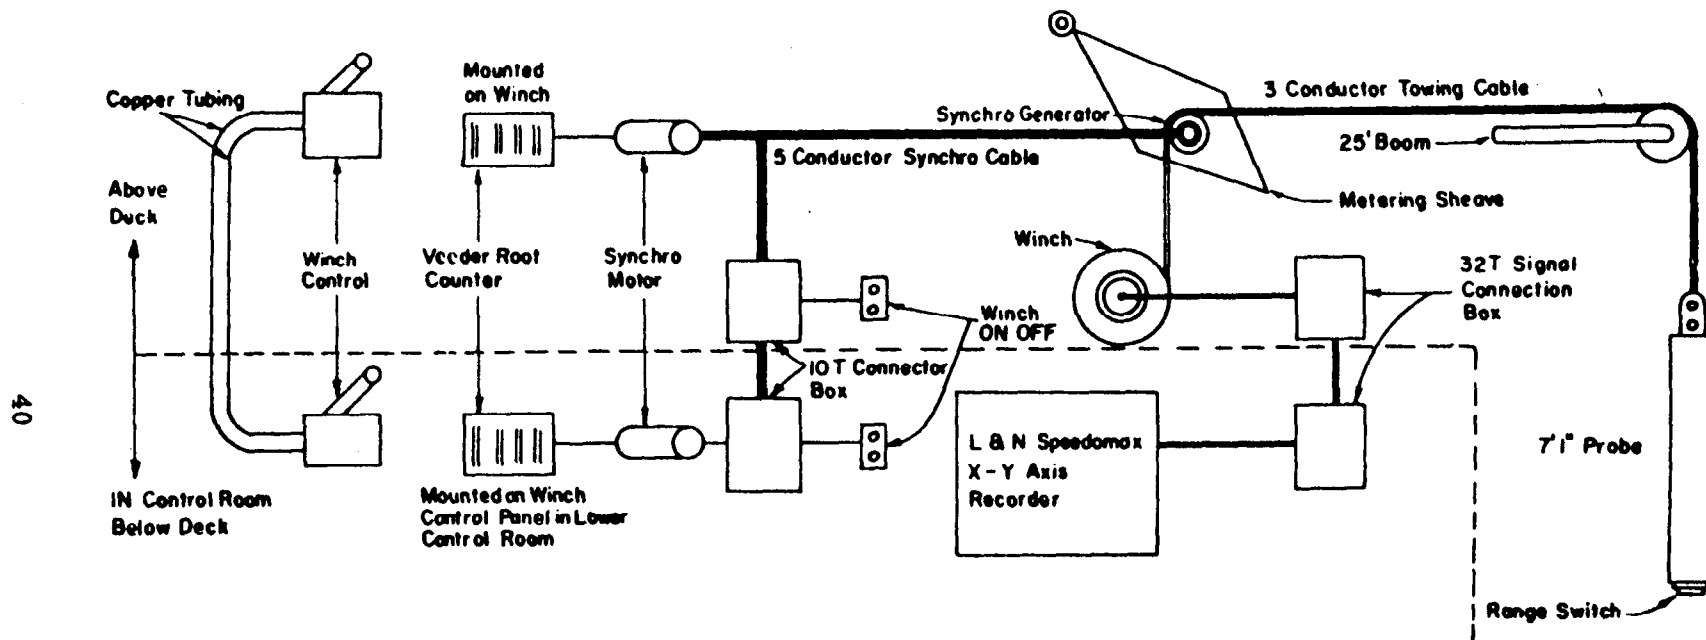 Mounted
on Winch
Copper Tubing
3 Conductor Towing Cable
Synchro Generator
25' Boom
5 Conductor Synchro Cable
Above
Deck
Metering Sheave
Winch
Winch
Control
Veeder Root
Counter
Synchro
Motor
32T Signal
Connection
Box
Winch
ON OFF
10T Connector
Box
40
L & N Speedomax
X-Y Axis
Recorder
7'1" Probe
IN Control Room
Below Deck
Mounted on Winch
Control Panel in Lower
Control Room
Range Switch